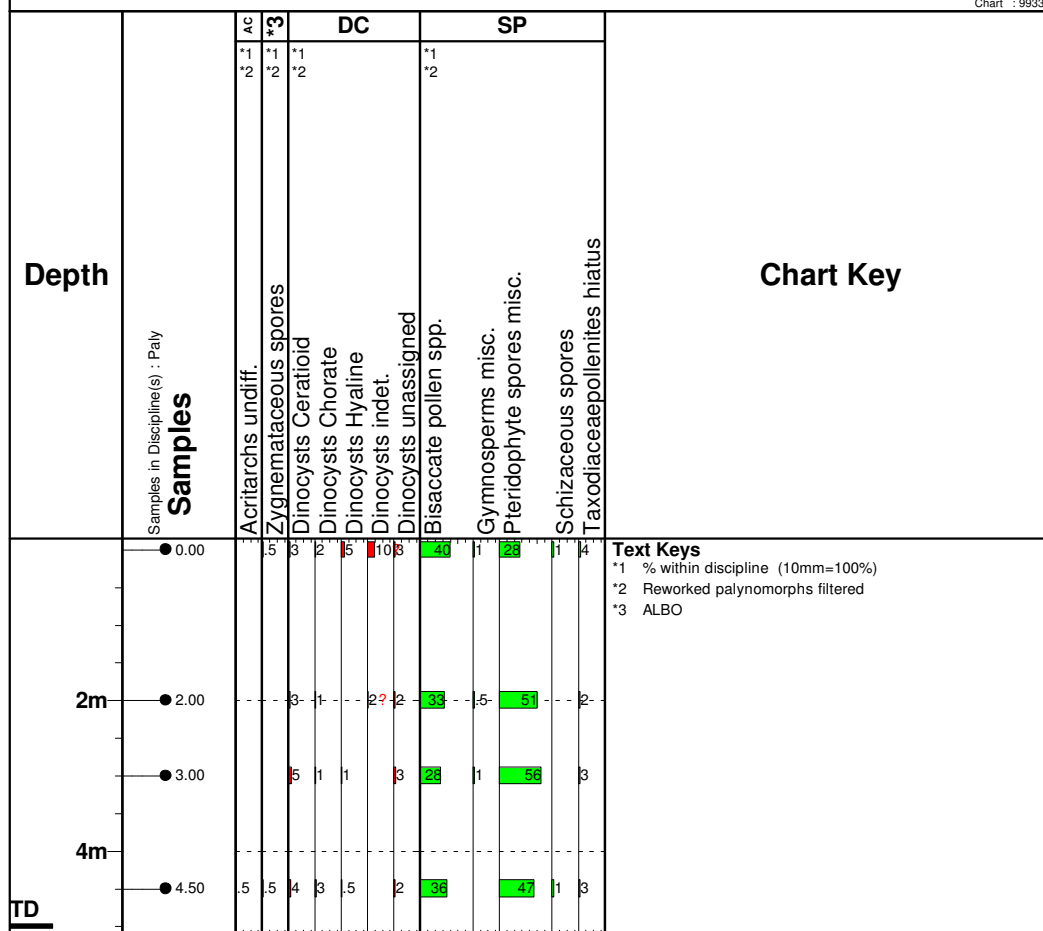 Chart : 9933
AC *3 DC SP
*1 *1 *1 *1
*2 *2 *2 *2
Depth
Samples in Discipline(s) : Paly
Samples
Acritarchs undiff.
Zygnemataceous spores
Dinocysts Ceratioid
Dinocysts Chorate
Dinocysts Hyaline
Dinocysts indet.
Dinocysts unassigned
Bisaccate pollen spp.
Gymnosperms misc.
Pteridophyte spores misc.
Schizaceous spores
Taxodiaceaepollenites hiatus
Chart Key
0.00 .5 3 2 5 10 3 40 1 28 1 4
Text Keys
*1 % within discipline (10mm=100%)
*2 Reworked palynomorphs filtered
*3 ALBO
2m 2.00 3 1 2 ? 2 33 .5 51 2
3.00 5 1 1 3 28 1 56 3
4m
4.50 .5 .5 4 3 .5 2 36 47 1 3
TD